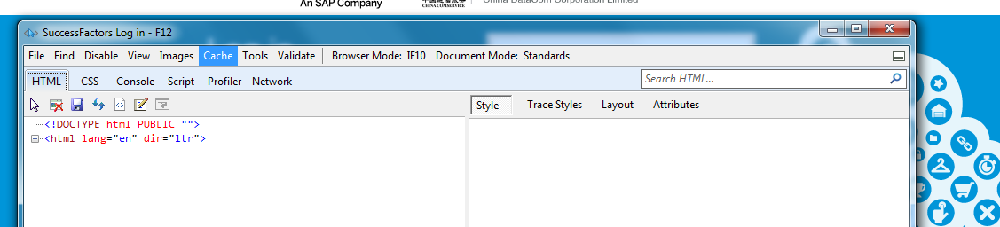 An SAP Company
CHINA COMSERVICE
China DataCom Corporation Limited
SuccessFactors Log in - F12
File Find Disable View Images Cache Tools Validate Browser Mode: IE10 Document Mode: Standards
HTML CSS Console Script Profiler Network Search HTML...
Style Trace Styles Layout Attributes
<!DOCTYPE html PUBLIC "">
<html lang="en" dir="ltr">